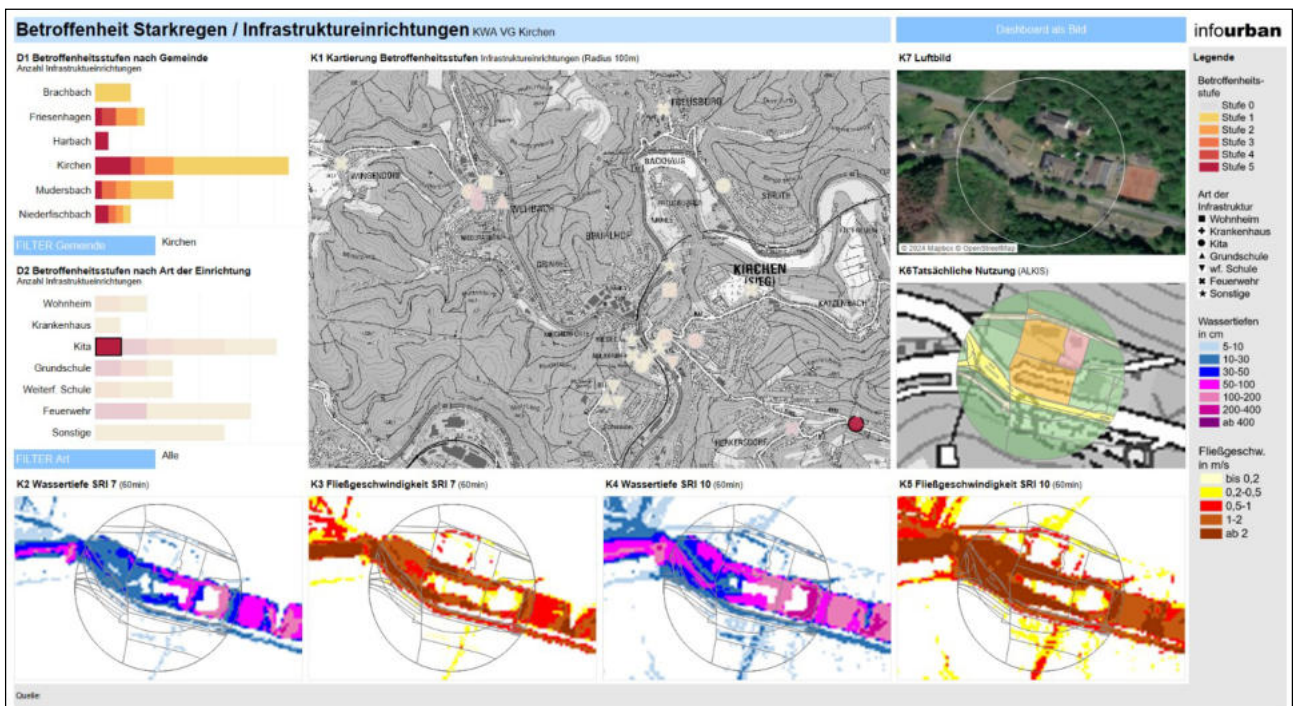 Betroffenheit Starkregen / Infrastruktureinrichtungen KWA VG Kirchen
Dashboard als Bild
infourban
D1 Betroffenheitsstufen nach Gemeinde
Anzahl Infrastruktureinrichtungen
Brachbach
Friesenhagen
Harbach
Kirchen
Mudersbach
Niederfischbach
FILTER Gemeinde
Kirchen
D2 Betroffenheitsstufen nach Art der Einrichtung
Anzahl Infrastruktureinrichtungen
Wohnheim
Krankenhaus
Kita
Grundschule
Weiterf. Schule
Feuerwehr
Sonstige
FILTER Art
Alle
K1 Kartierung Betroffenheitsstufen Infrastruktureinrichtungen (Radius 100m)
WINGENDORF
WEHBACH
STRUTH
KIRCHEN
(SIEG)
KATZENBACH
K7 Luftbild
© 2024 Mapbox © OpenStreetMap
K6Tatsächliche Nutzung (ALKIS)
Legende
Betroffenheits-
stufe
Stufe 0
Stufe 1
Stufe 2
Stufe 3
Stufe 4
Stufe 5
Art der
Infrastruktur
Wohnheim
Krankenhaus
Kita
Grundschule
wf. Schule
Feuerwehr
Sonstige
Wassertiefen
in cm
5-10
10-30
30-50
50-100
100-200
200-400
ab 400
Fließgeschw.
in m/s
bis 0,2
0,2-0,5
0,5-1
1-2
ab 2
K2 Wassertiefe SRI 7 (60min)
K3 Fließgeschwindigkeit SRI 7 (60min)
K4 Wassertiefe SRI 10 (60min)
K5 Fließgeschwindigkeit SRI 10 (60min)
Quelle: